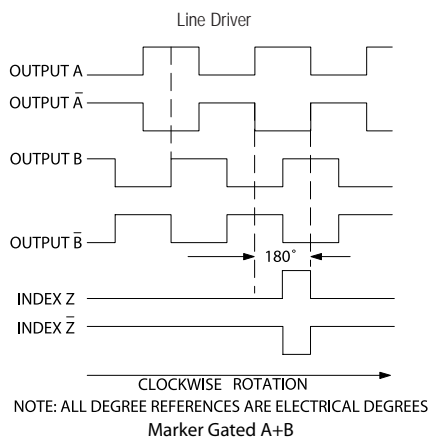 Line Driver
OUTPUT A
OUTPUT A̅
OUTPUT B
OUTPUT B̅
180°
INDEX Z
INDEX Z̅
CLOCKWISE ROTATION
NOTE: ALL DEGREE REFERENCES ARE ELECTRICAL DEGREES
Marker Gated A+B